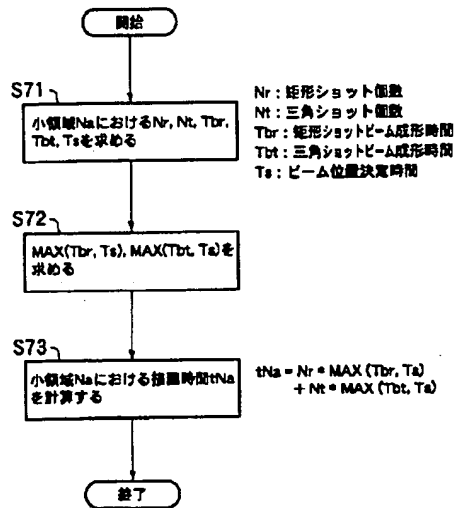 開始
S71
小領域NaにおけるNr, Nt, Tbr,
Tbt, Tsを求める
Nr : 矩形ショット個数
Nt : 三角ショット個数
Tbr : 矩形ショットビーム成形時間
Tbt : 三角ショットビーム成形時間
Ts : ビーム位置決定時間
S72
MAX(Tbr, Ts), MAX(Tbt, Ts)を
求める
S73
小領域Naにおける描画時間tNa
を計算する
tNa = Nr * MAX (Tbr, Ts)
+ Nt * MAX (Tbt, Ts)
終了